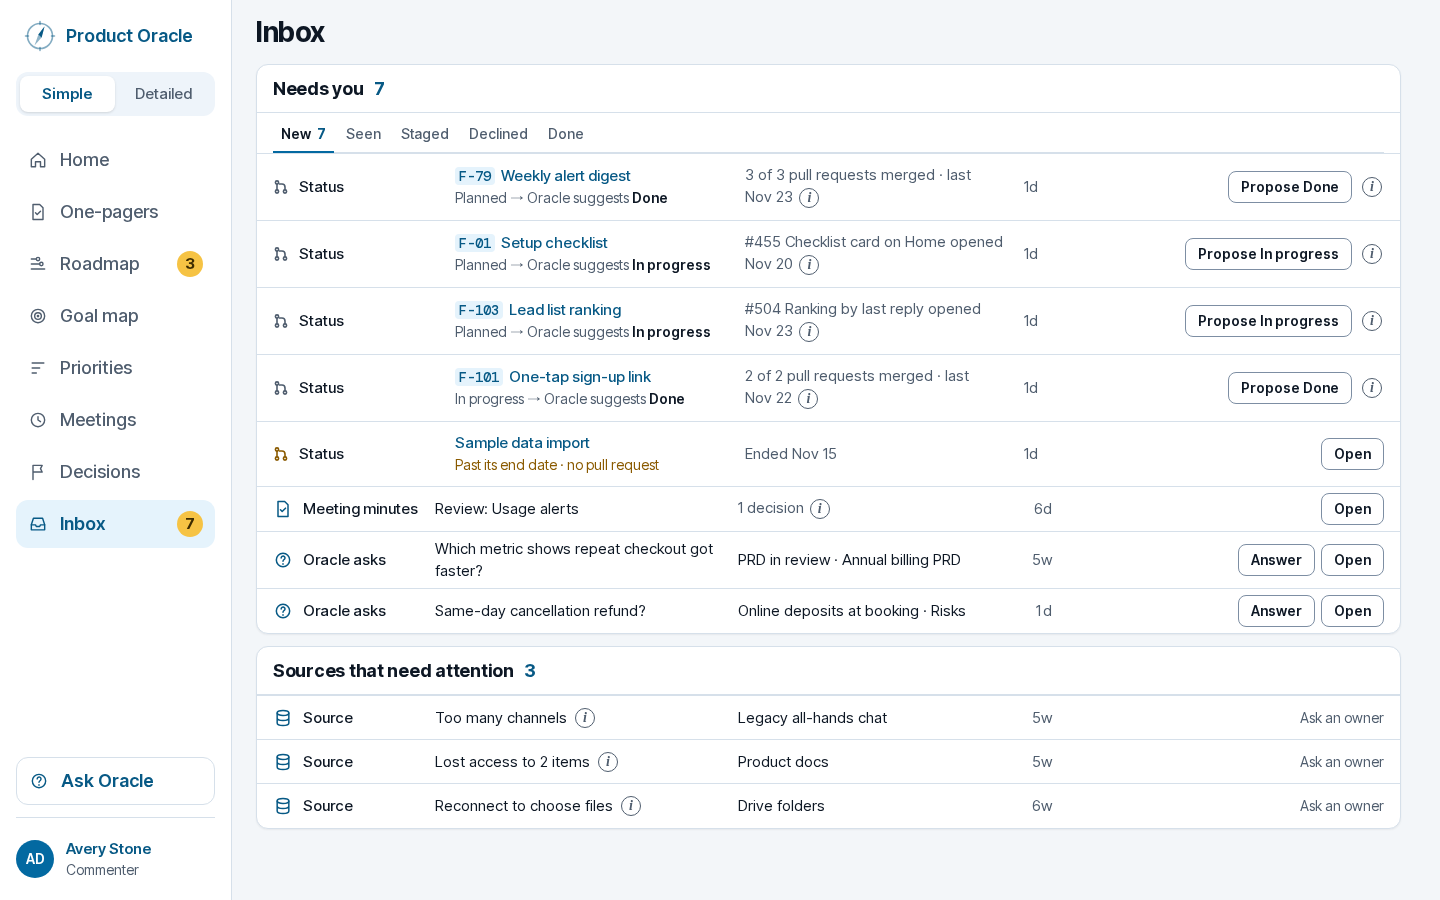 Product Oracle
Simple
Detailed
Home
One-pagers
Roadmap 3
Goal map
Priorities
Meetings
Decisions
Inbox 7
Ask Oracle
AD
Avery Stone
Commenter
Inbox
Needs you 7
New 7 Seen Staged Declined Done
Status
F-79 Weekly alert digest
Planned → Oracle suggests Done
3 of 3 pull requests merged · last
Nov 23 i
1d
Propose Done i
Status
F-01 Setup checklist
Planned → Oracle suggests In progress
#455 Checklist card on Home opened
Nov 20 i
1d
Propose In progress i
Status
F-103 Lead list ranking
Planned → Oracle suggests In progress
#504 Ranking by last reply opened
Nov 23 i
1d
Propose In progress i
Status
F-101 One-tap sign-up link
In progress → Oracle suggests Done
2 of 2 pull requests merged · last
Nov 22 i
1d
Propose Done i
Status
Sample data import
Past its end date · no pull request
Ended Nov 15
1d
Open
Meeting minutes
Review: Usage alerts
1 decision i
6d
Open
Oracle asks
Which metric shows repeat checkout got
faster?
PRD in review · Annual billing PRD
5w
Answer Open
Oracle asks
Same-day cancellation refund?
Online deposits at booking · Risks
1d
Answer Open
Sources that need attention 3
Source
Too many channels i
Legacy all-hands chat
5w
Ask an owner
Source
Lost access to 2 items i
Product docs
5w
Ask an owner
Source
Reconnect to choose files i
Drive folders
6w
Ask an owner